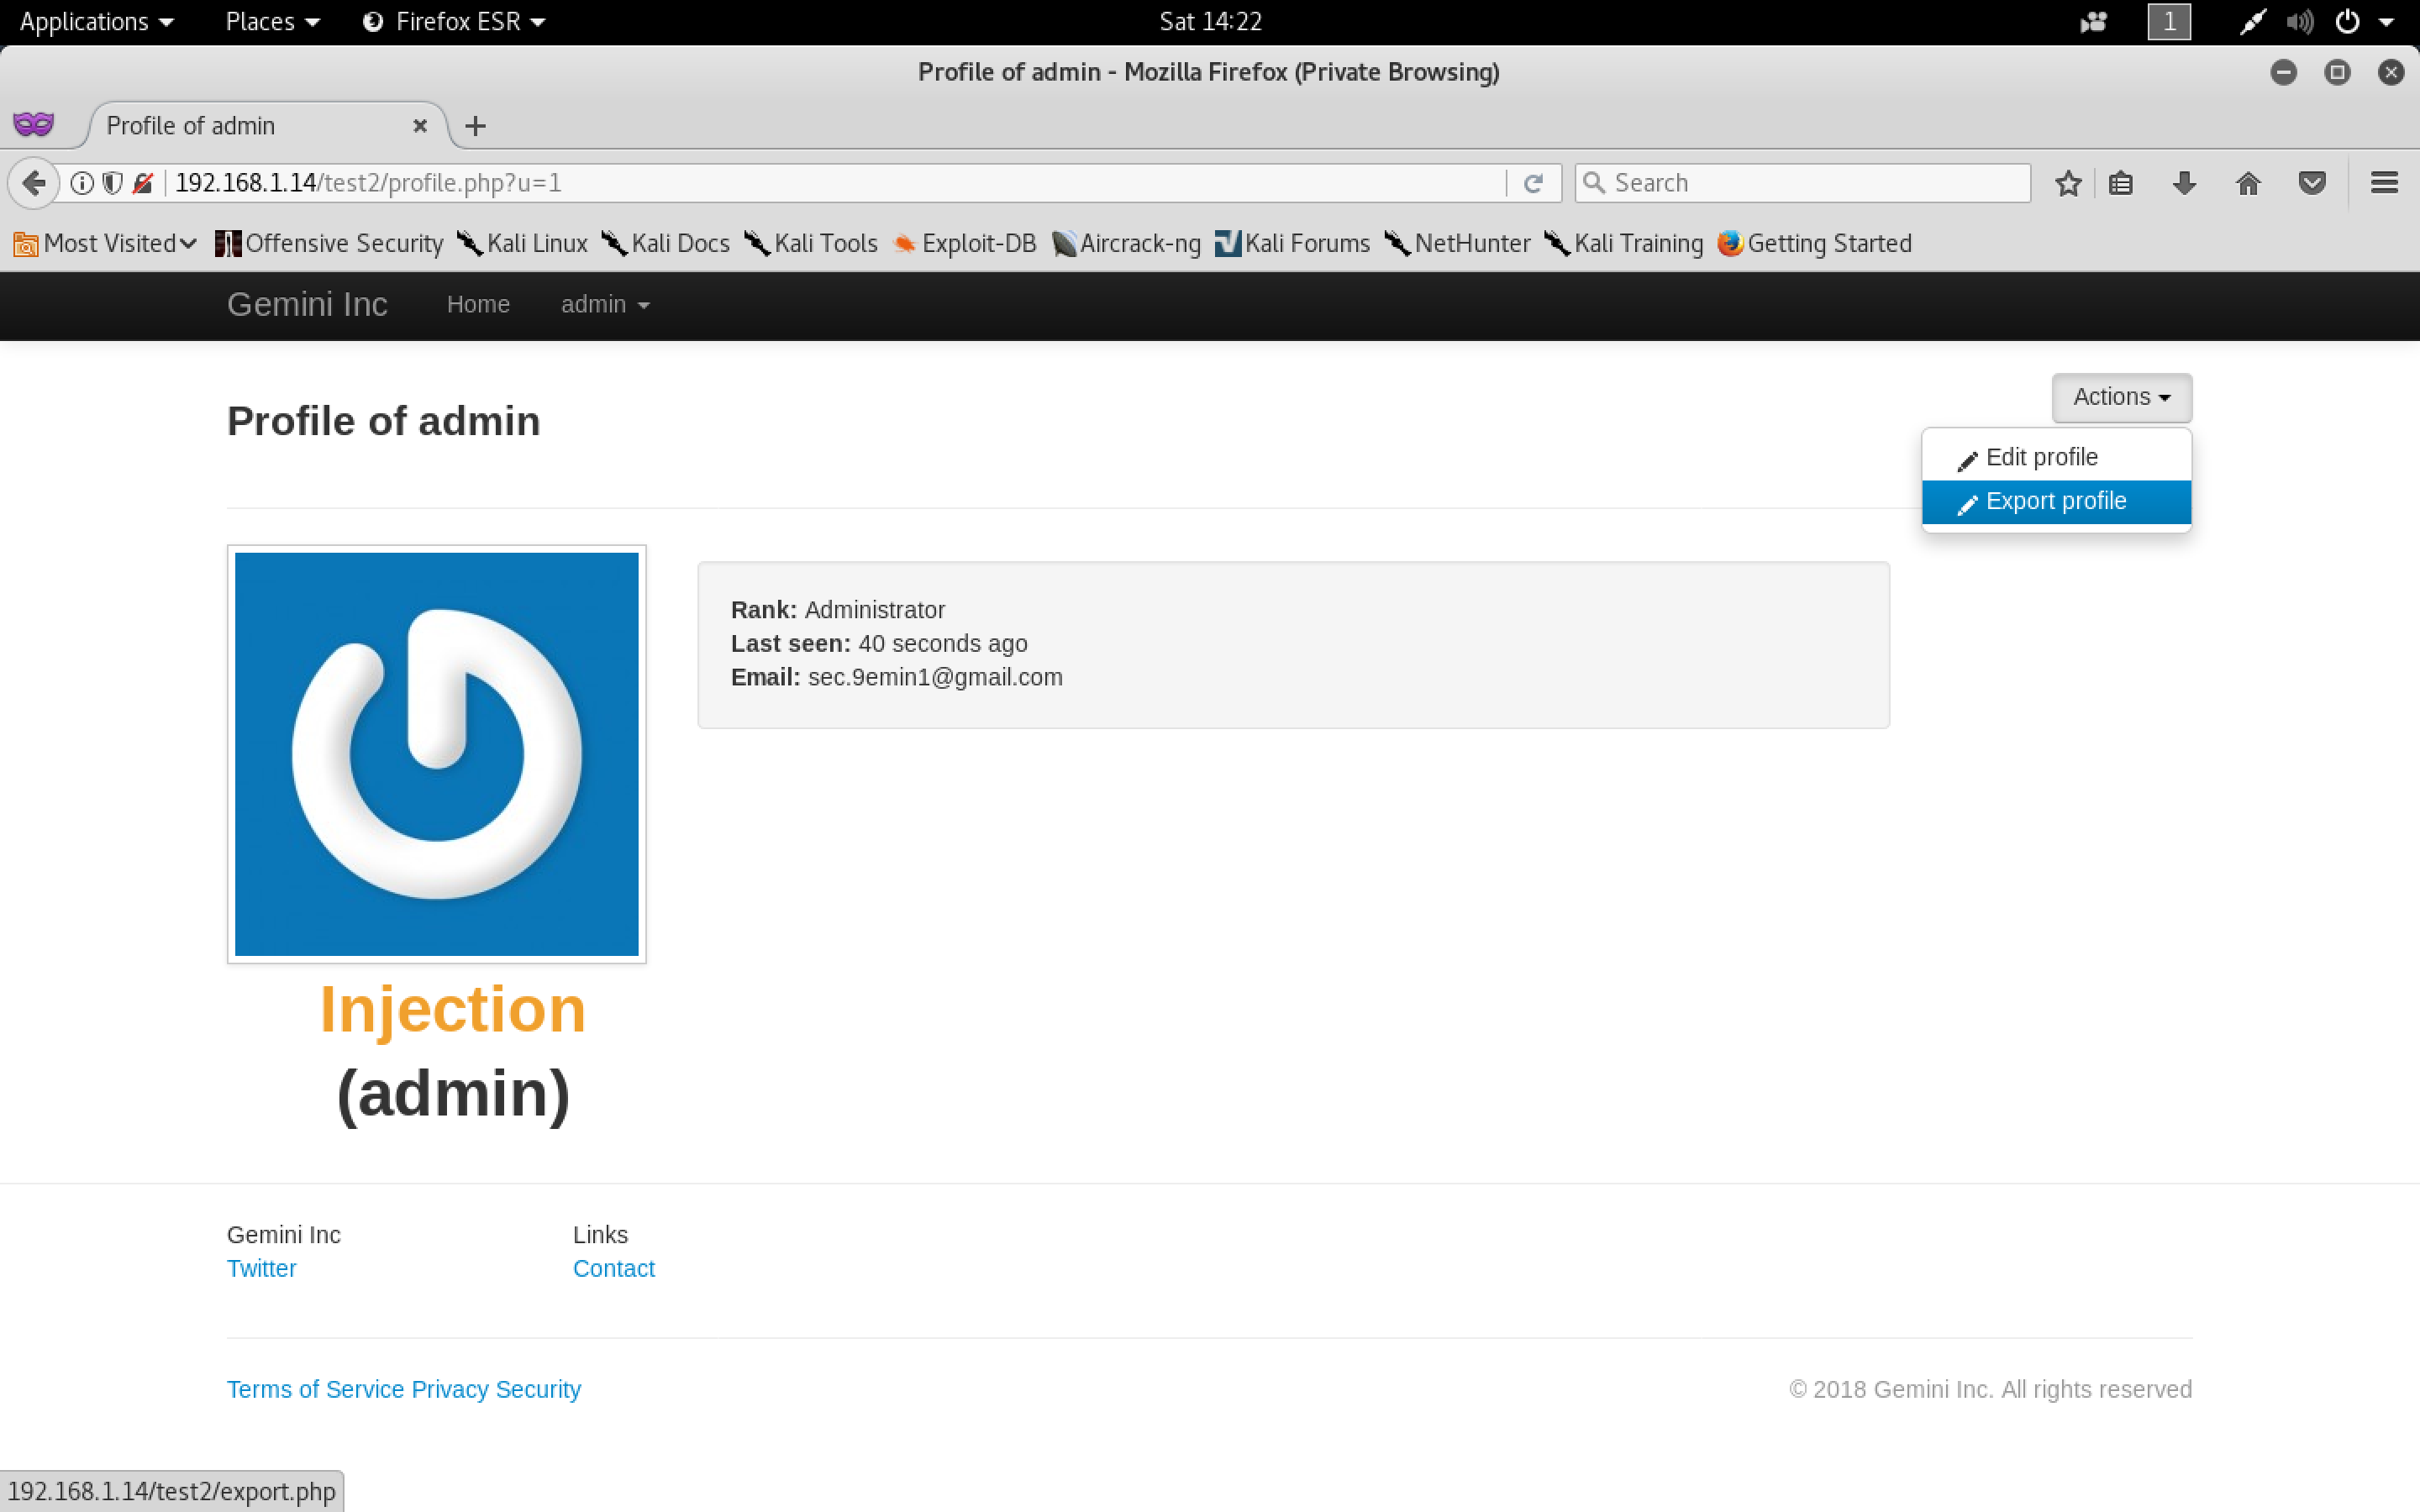 Applications Places Firefox ESR Sat 14:22 1
Profile of admin - Mozilla Firefox (Private Browsing)
Profile of admin
192.168.1.14/test2/profile.php?u=1 Search
Most Visited Offensive Security Kali Linux Kali Docs Kali Tools Exploit-DB Aircrack-ng Kali Forums NetHunter Kali Training Getting Started
Gemini Inc Home admin
Actions
Profile of admin
Edit profile
Export profile
Rank: Administrator
Last seen: 40 seconds ago
Email: sec.9emin1@gmail.com
Injection
(admin)
Gemini Inc Links
Twitter Contact
Terms of Service Privacy Security © 2018 Gemini Inc. All rights reserved
192.168.1.14/test2/export.php